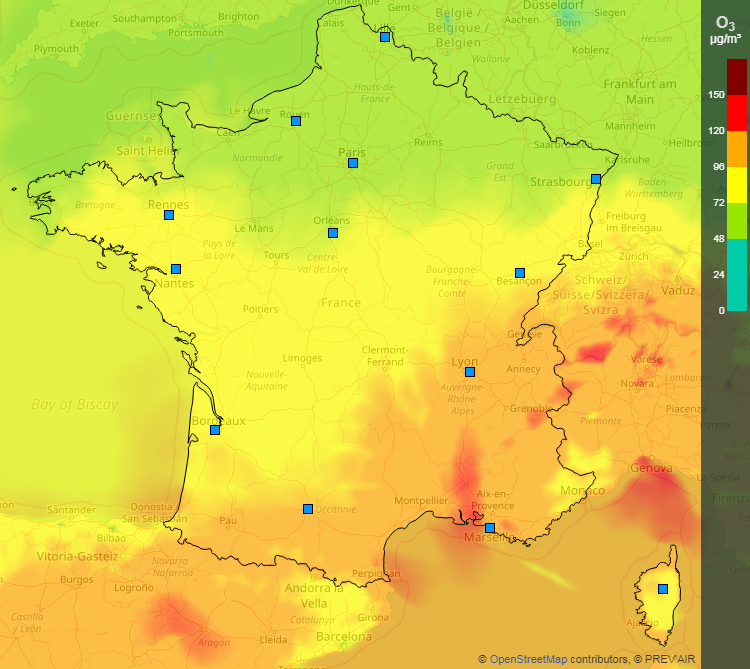 Dunkerque
Gent
België /
Belgique /
Belgien
Düsseldorf
Siegen
Aachen
Bonn
Exeter
Southampton
Brighton
Portsmouth
Plymouth
Calais
Lille
Koblenz
Hessen
Wallonie
Hauts-de-
France
Lëtzebuerg
Frankfurt am
Main
Guernsey
Le Havre
Rouen
Caen
Mannheim
Heilbronn
Saint Helier
Normandie
Paris
Reims
Grand
Est
Saarbrücken
Karlsruhe
Strasbourg
Baden-
Württemberg
Bretagne
Rennes
Le Mans
Orléans
Freiburg
im Breisgau
Pays de
la Loire
Tours
Centre-
Val de Loire
Bourgogne-
Franche-
Comté
Besançon
Basel
Zürich
Nantes
Schweiz/
Suisse/Svizzera/
Svizra
Vaduz
Poitiers
France
Genève
Limoges
Clermont-
Ferrand
Lyon
Annecy
Varese
Novara
Lombardia
Nouvelle-
Aquitaine
Auvergne-
Rhône-
Alpes
Grenoble
Piacenza
Piemonte
Parma
Bay of Biscay
Bordeaux
Genova
La Spezia
Monaco
Firenze
Montpellier
Aix-en-
Provence
Marseille
Occitanie
Santander
Donostia
San Sebastián
Pau
Bilbao
Vitoria-Gasteiz
Burgos
Logroño
Navarra
- Nafarroa
Perpignan
Andorra la
Vella
Girona
Catalunya
Barcelona
Lleida
Aragón
Castilla
y León
Ajaccio
O₃
µg/m³
150
120
96
72
48
24
0
© OpenStreetMap contributors, © PREV'AIR